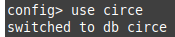 config> use circe
switched to db circe